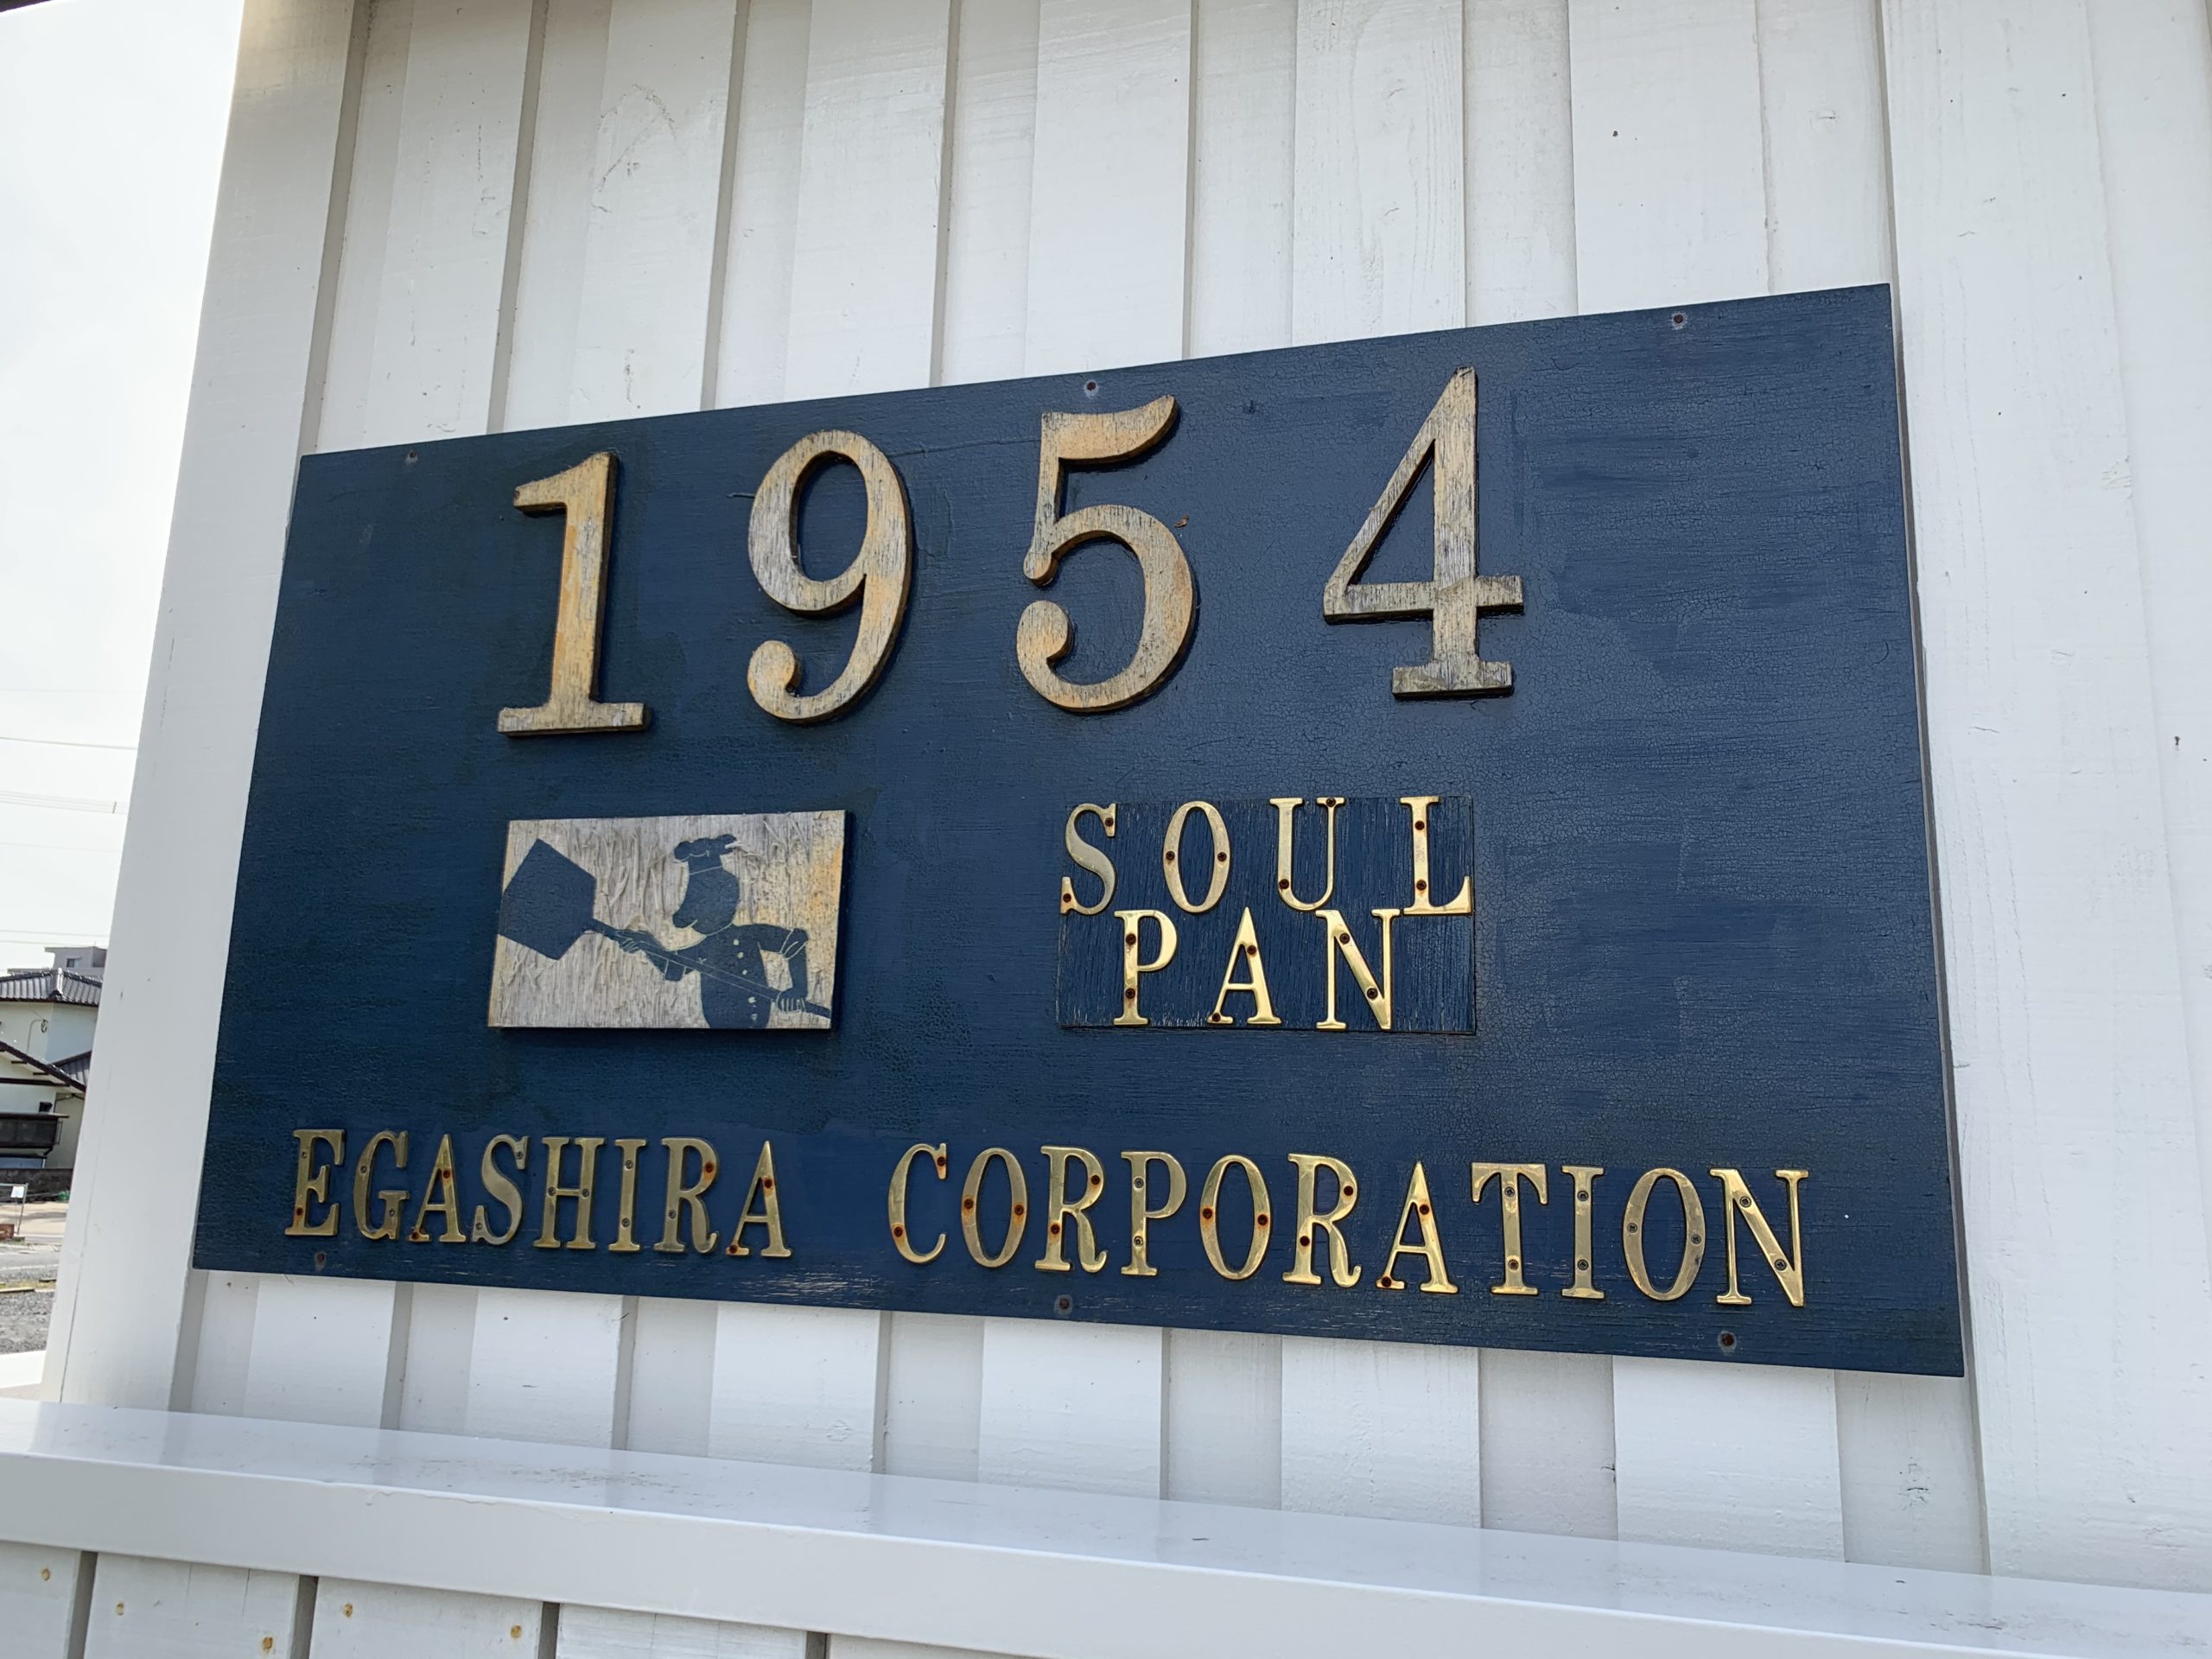 1954
SOUL
PAN
EGASHIRA CORPORATION